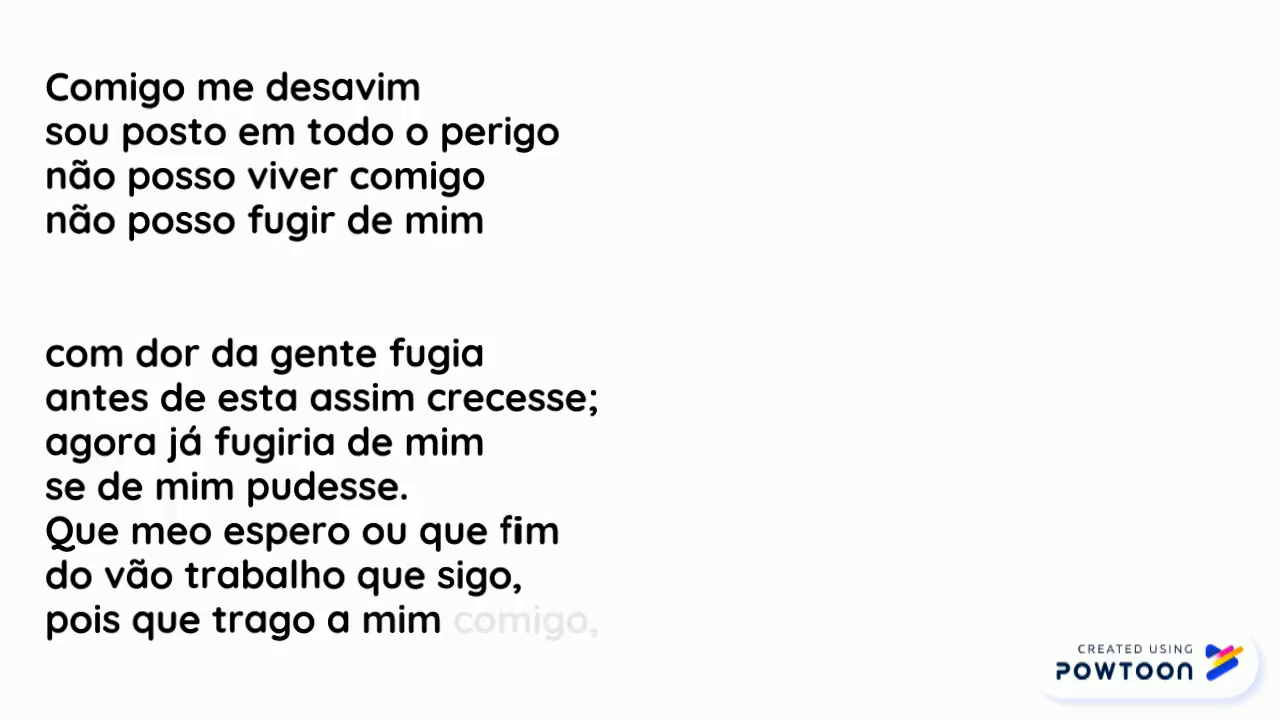 Comigo me desavim
sou posto em todo o perigo
não posso viver comigo
não posso fugir de mim
com dor da gente fugia
antes de esta assim crecesse;
agora já fugiria de mim
se de mim pudesse.
Que meo espero ou que fim
do vão trabalho que sigo,
pois que trago a mim comigo,
CREATED USING
POWTOON